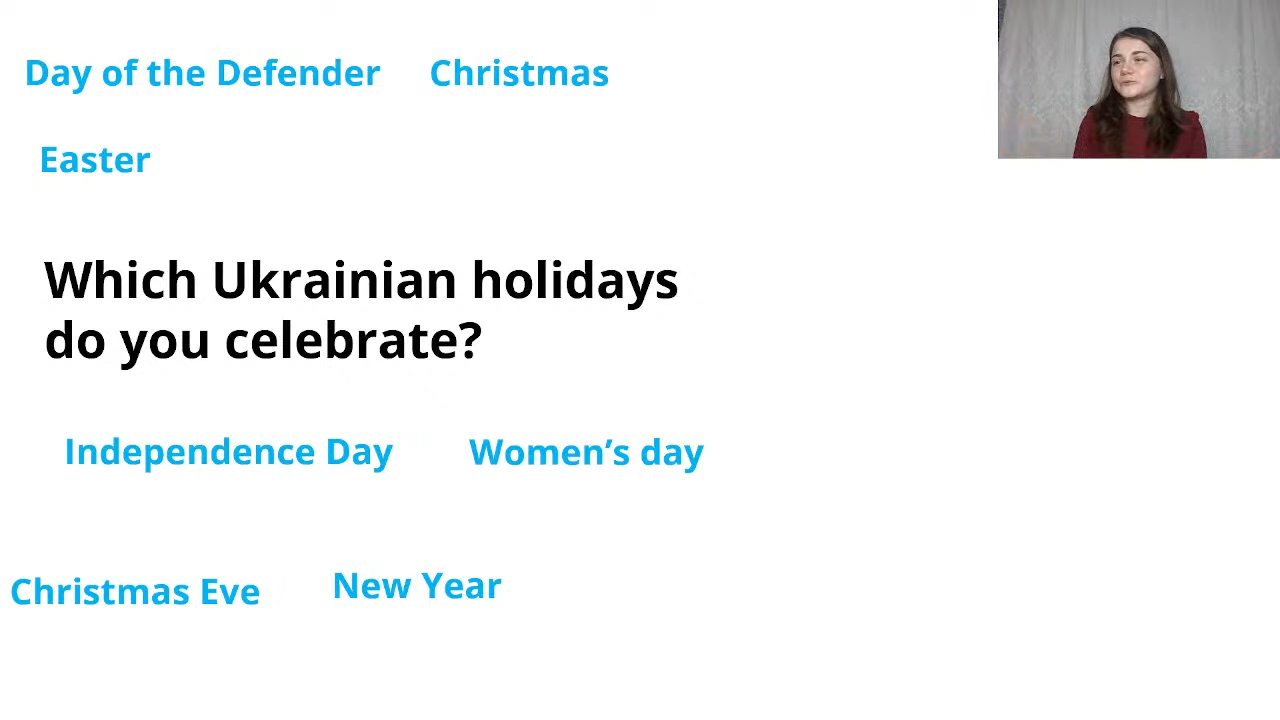 Day of the Defender Christmas
Easter
Which Ukrainian holidays
do you celebrate?
Independence Day Women’s day
Christmas Eve New Year